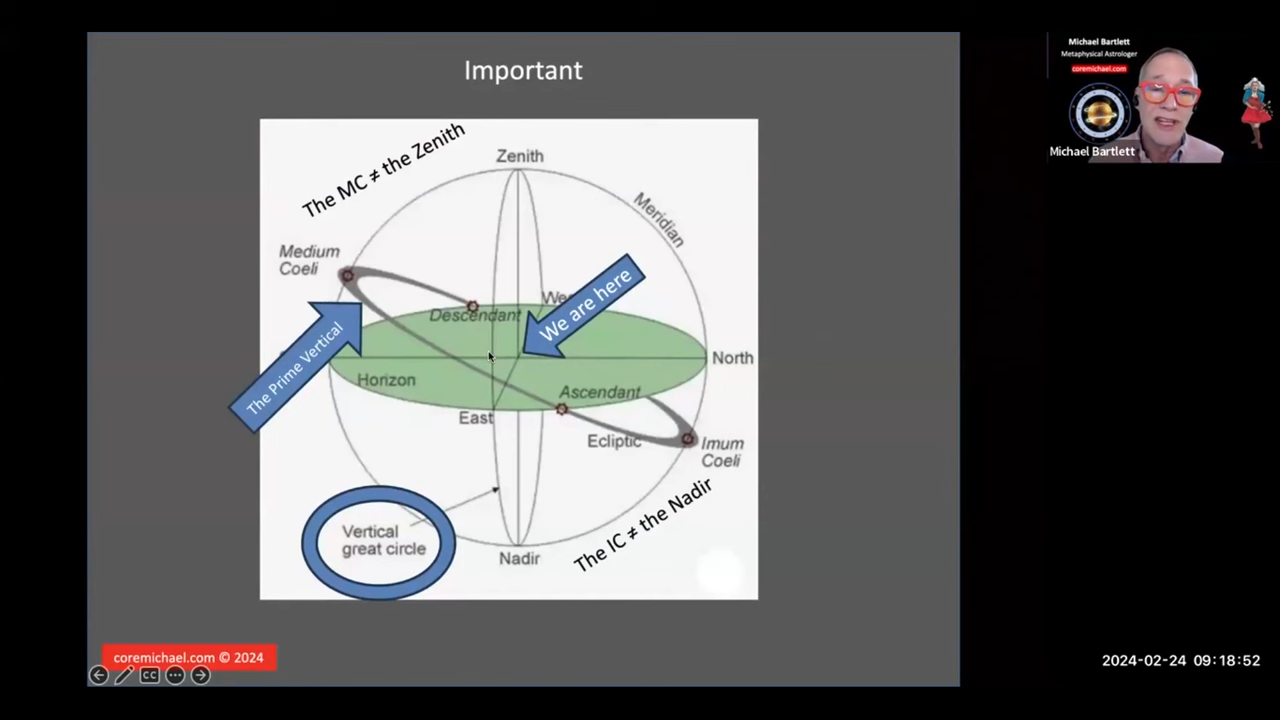 Important
Michael Bartlett
Metaphysical Astrologer
coremichael.com
Michael Bartlett
The MC ≠ the Zenith
Zenith
Meridian
Medium
Coeli
We are here
Descendant
The Prime Vertical
North
Horizon
Ascendant
East
Ecliptic
Imum
Coeli
The IC ≠ the Nadir
Vertical
great circle
Nadir
coremichael.com © 2024
CC
2024-02-24 09:18:52